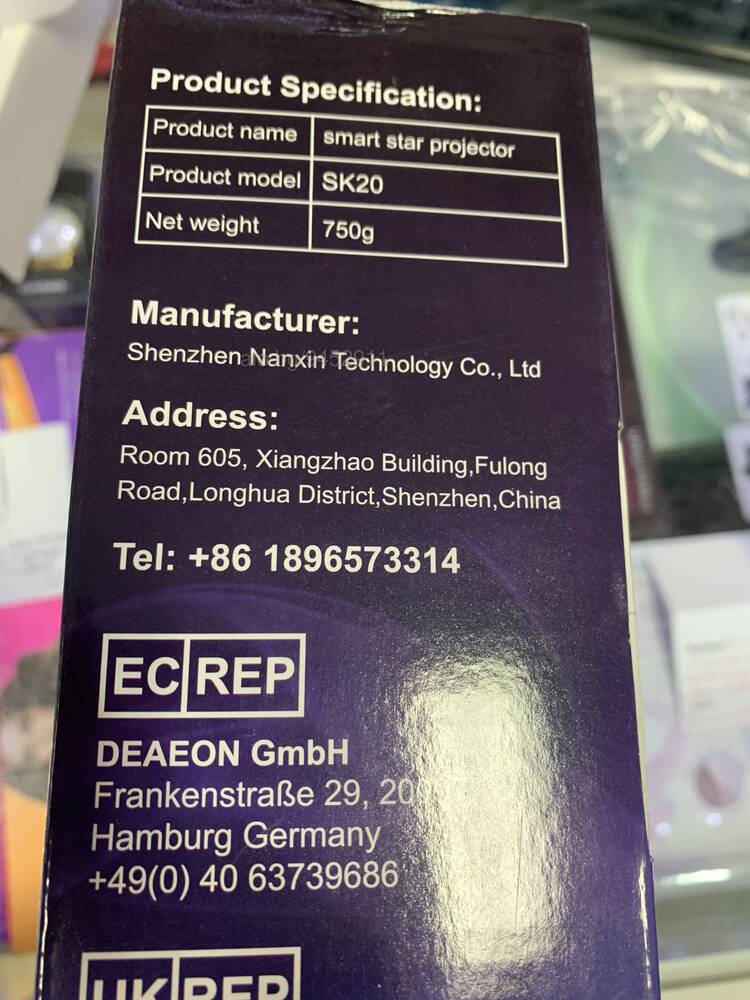 Product Specification:
Product name smart star projector
Product model SK20
Net weight 750g
Manufacturer:
Shenzhen Nanxin Technology Co., Ltd
Address:
Room 605, Xiangzhao Building,Fulong
Road,Longhua District,Shenzhen,China
Tel: +86 1896573314
EC REP
DEAEON GmbH
Frankenstraße 29,
Hamburg Germany
+49(0) 40 63739686
UK REP